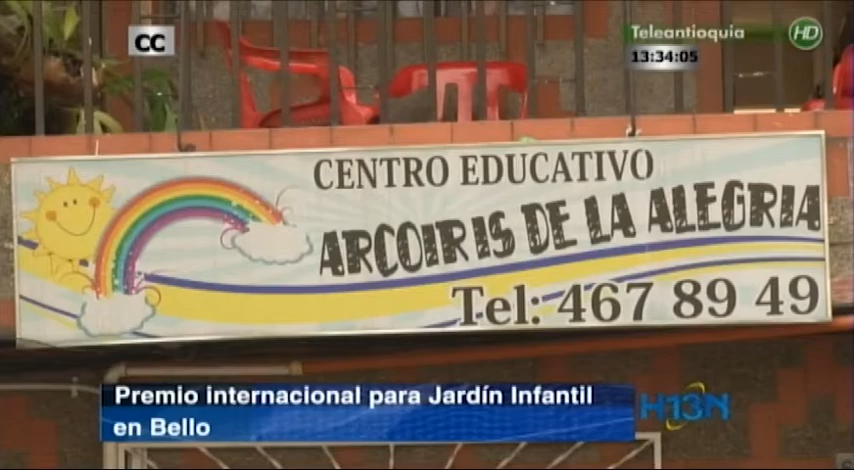 CC
Teleantioquia HD
13:34:05
CENTRO EDUCATIVO
ARCOIRIS DE LA ALEGRIA
Tel: 467 89 49
Premio internacional para Jardín Infantil
en Bello
H13N